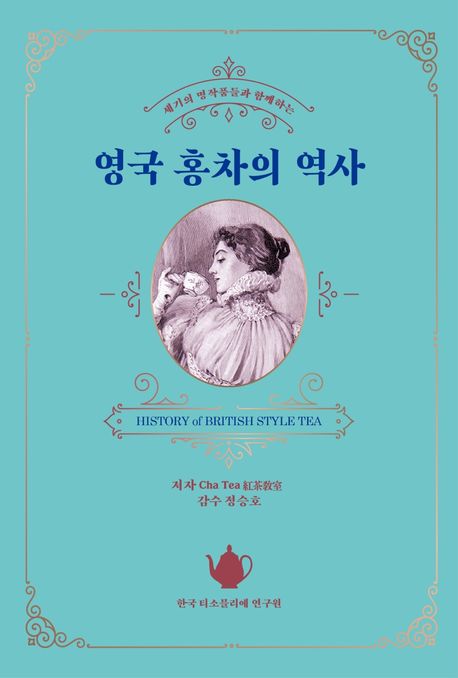 세기의 명작품들과 함께하는
영국 홍차의 역사
HISTORY of BRITISH STYLE TEA
저자 Cha Tea 紅茶教室
감수 정승호
한국 티소믈리에 연구원